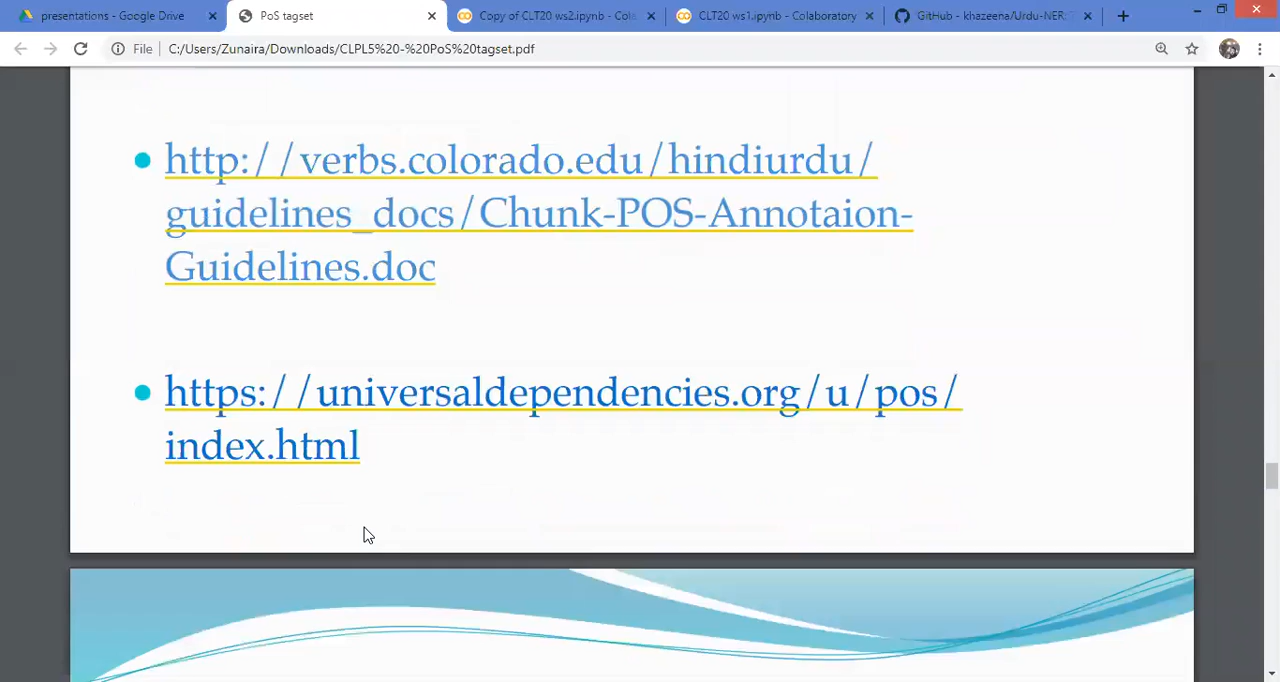 presentations - Google Drive
PoS tagset
Copy of CLT20 ws2.ipynb - Cola
CLT20 ws1.ipynb - Colaboratory
GitHub - khazeena/Urdu-NER:
File
C:/Users/Zunaira/Downloads/CLPL5%20-%20PoS%20tagset.pdf
http://verbs.colorado.edu/hindiurdu/
guidelines_docs/Chunk-POS-Annotaion-
Guidelines.doc
https://universaldependencies.org/u/pos/
index.html